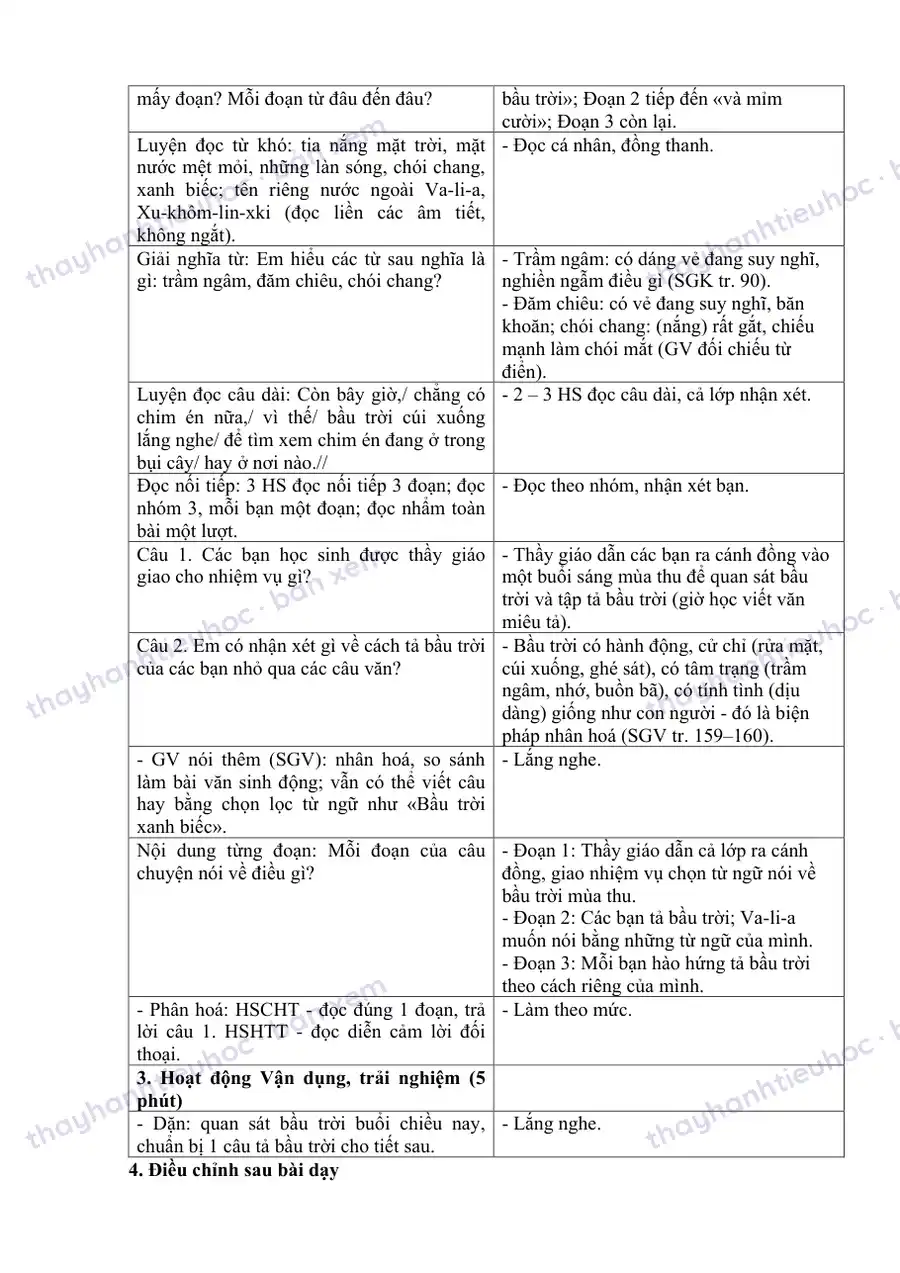 mấy đoạn? Mỗi đoạn từ đâu đến đâu?
bầu trời»; Đoạn 2 tiếp đến «và mỉm
cười»; Đoạn 3 còn lại.
Luyện đọc từ khó: tia nắng mặt trời, mặt
nước mệt mỏi, những làn sóng, chói chang,
xanh biếc; tên riêng nước ngoài Va-li-a,
Xu-khôm-lin-xki (đọc liền các âm tiết,
không ngắt).
- Đọc cá nhân, đồng thanh.
Giải nghĩa từ: Em hiểu các từ sau nghĩa là
gì: trầm ngâm, đăm chiêu, chói chang?
- Trầm ngâm: có dáng vẻ đang suy nghĩ,
nghiền ngẫm điều gì (SGK tr. 90).
- Đăm chiêu: có vẻ đang suy nghĩ, băn
khoăn; chói chang: (nắng) rất gắt, chiếu
mạnh làm chói mắt (GV đối chiếu từ
điển).
Luyện đọc câu dài: Còn bây giờ,/ chẳng có
chim én nữa,/ vì thế/ bầu trời cúi xuống
lắng nghe/ để tìm xem chim én đang ở trong
bụi cây/ hay ở nơi nào.//
- 2 – 3 HS đọc câu dài, cả lớp nhận xét.
Đọc nối tiếp: 3 HS đọc nối tiếp 3 đoạn; đọc
nhóm 3, mỗi bạn một đoạn; đọc nhẩm toàn
bài một lượt.
- Đọc theo nhóm, nhận xét bạn.
Câu 1. Các bạn học sinh được thầy giáo
giao cho nhiệm vụ gì?
- Thầy giáo dẫn các bạn ra cánh đồng vào
một buổi sáng mùa thu để quan sát bầu
trời và tập tả bầu trời (giờ học viết văn
miêu tả).
Câu 2. Em có nhận xét gì về cách tả bầu trời
của các bạn nhỏ qua các câu văn?
- Bầu trời có hành động, cử chỉ (rửa mặt,
cúi xuống, ghé sát), có tâm trạng (trầm
ngâm, nhớ, buồn bã), có tính tình (dịu
dàng) giống như con người - đó là biện
pháp nhân hoá (SGV tr. 159–160).
- GV nói thêm (SGV): nhân hoá, so sánh
làm bài văn sinh động; vẫn có thể viết câu
hay bằng chọn lọc từ ngữ như «Bầu trời
xanh biếc».
- Lắng nghe.
Nội dung từng đoạn: Mỗi đoạn của câu
chuyện nói về điều gì?
- Đoạn 1: Thầy giáo dẫn cả lớp ra cánh
đồng, giao nhiệm vụ chọn từ ngữ nói về
bầu trời mùa thu.
- Đoạn 2: Các bạn tả bầu trời; Va-li-a
muốn nói bằng những từ ngữ của mình.
- Đoạn 3: Mỗi bạn hào hứng tả bầu trời
theo cách riêng của mình.
- Phân hoá: HSCHT - đọc đúng 1 đoạn, trả
lời câu 1. HSHTT - đọc diễn cảm lời đối
thoại.
- Làm theo mức.
3. Hoạt động Vận dụng, trải nghiệm (5
phút)
- Dặn: quan sát bầu trời buổi chiều nay,
chuẩn bị 1 câu tả bầu trời cho tiết sau.
- Lắng nghe.
4. Điều chỉnh sau bài dạy
thayhanhtieuhoc · bản xem
thayhanhtieuhoc · b
thayhanhtieuhoc · bản xem
thayhanhtieuhoc · b
thayhanhtieuhoc · bản xem
thayhanhtieuhoc · b